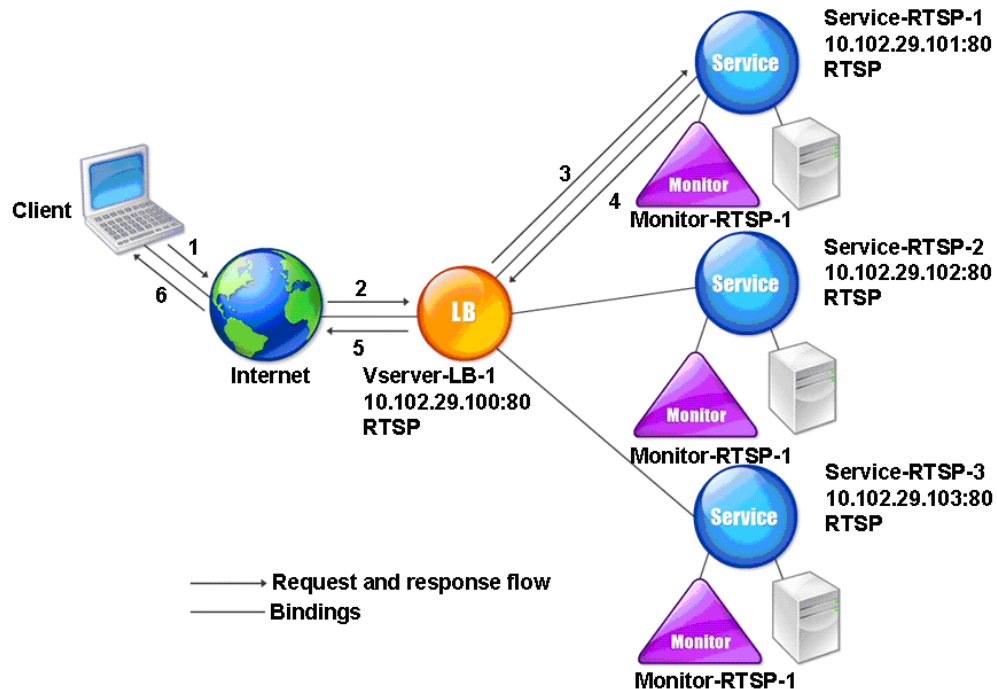 Service-RTSP-1
10.102.29.101:80
RTSP
Service
Monitor
Monitor-RTSP-1
3
4
Client
1
6
Internet
2
5
LB
Vserver-LB-1
10.102.29.100:80
RTSP
Service-RTSP-2
10.102.29.102:80
RTSP
Service
Monitor
Monitor-RTSP-1
Service-RTSP-3
10.102.29.103:80
RTSP
Service
Monitor
Monitor-RTSP-1
Request and response flow
Bindings